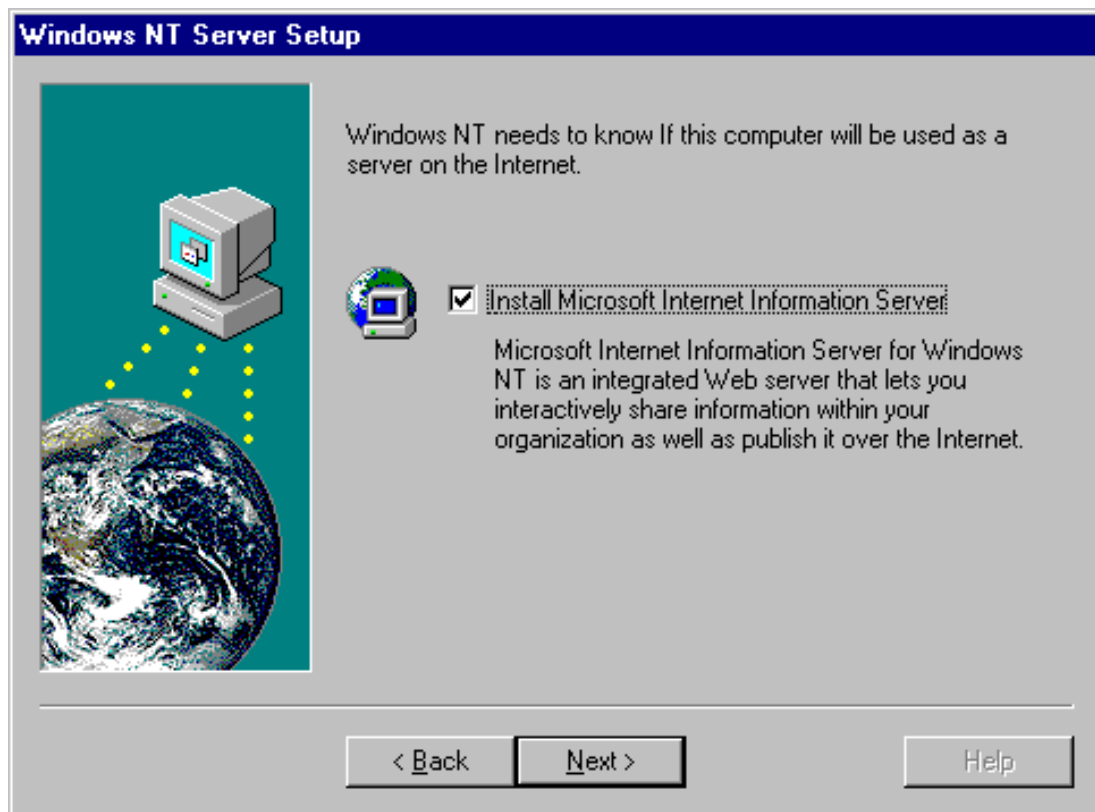 Windows NT Server Setup
Windows NT needs to know If this computer will be used as a
server on the Internet.
Install Microsoft Internet Information Server
Microsoft Internet Information Server for Windows
NT is an integrated Web server that lets you
interactively share information within your
organization as well as publish it over the Internet.
< Back
Next >
Help